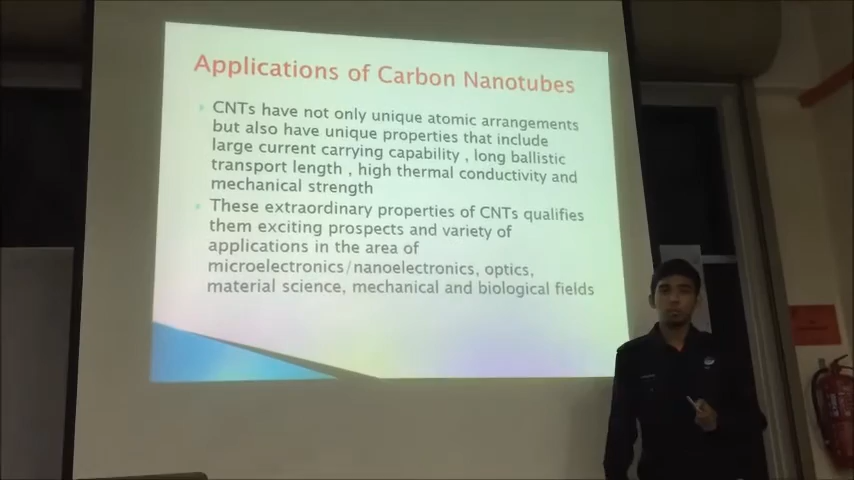 Applications of Carbon Nanotubes
CNTs have not only unique atomic arrangements
but also have unique properties that include
large current carrying capability , long ballistic
transport length , high thermal conductivity and
mechanical strength
These extraordinary properties of CNTs qualifies
them exciting prospects and variety of
applications in the area of
microelectronics/nanoelectronics, optics,
material science, mechanical and biological fields